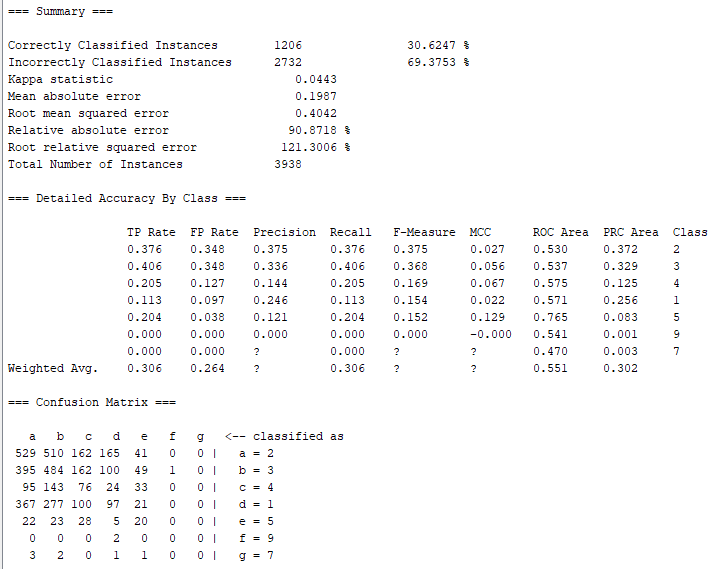 === Summary ===
Correctly Classified Instances 1206 30.6247 %
Incorrectly Classified Instances 2732 69.3753 %
Kappa statistic 0.0443
Mean absolute error 0.1987
Root mean squared error 0.4042
Relative absolute error 90.8718 %
Root relative squared error 121.3006 %
Total Number of Instances 3938
=== Detailed Accuracy By Class ===
TP Rate FP Rate Precision Recall F-Measure MCC ROC Area PRC Area Class
0.376 0.348 0.375 0.376 0.375 0.027 0.530 0.372 2
0.406 0.348 0.336 0.406 0.368 0.056 0.537 0.329 3
0.205 0.127 0.144 0.205 0.169 0.067 0.575 0.125 4
0.113 0.097 0.246 0.113 0.154 0.022 0.571 0.256 1
0.204 0.038 0.121 0.204 0.152 0.129 0.765 0.083 5
0.000 0.000 0.000 0.000 0.000 -0.000 0.541 0.001 9
0.000 0.000 ? 0.000 ? ? 0.470 0.003 7
Weighted Avg. 0.306 0.264 ? 0.306 ? ? 0.551 0.302
=== Confusion Matrix ===
a b c d e f g <-- classified as
529 510 162 165 41 0 0 | a = 2
395 484 162 100 49 1 0 | b = 3
95 143 76 24 33 0 0 | c = 4
367 277 100 97 21 0 0 | d = 1
22 23 28 5 20 0 0 | e = 5
0 0 0 2 0 0 0 | f = 9
3 2 0 1 1 0 0 | g = 7